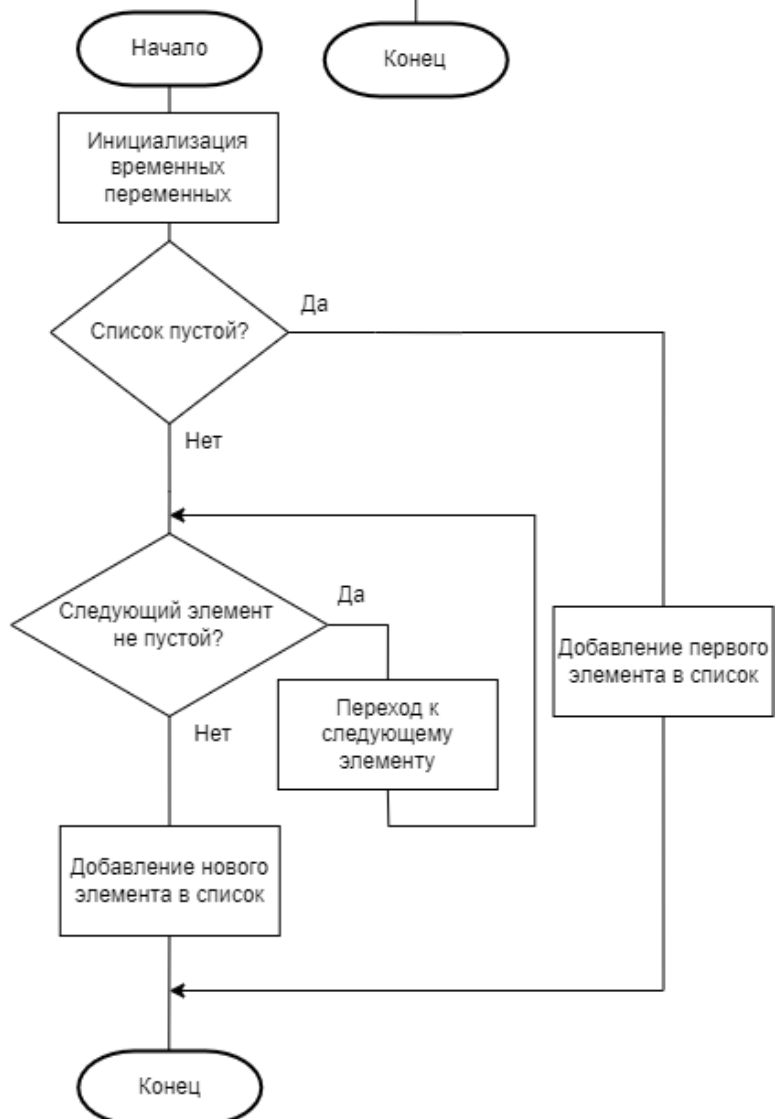 Начало
Конец
Инициализация
временных
переменных
Да
Список пустой?
Нет
Да
Следующий элемент
не пустой?
Добавление первого
элемента в список
Переход к
следующему
элементу
Нет
Добавление нового
элемента в список
Конец